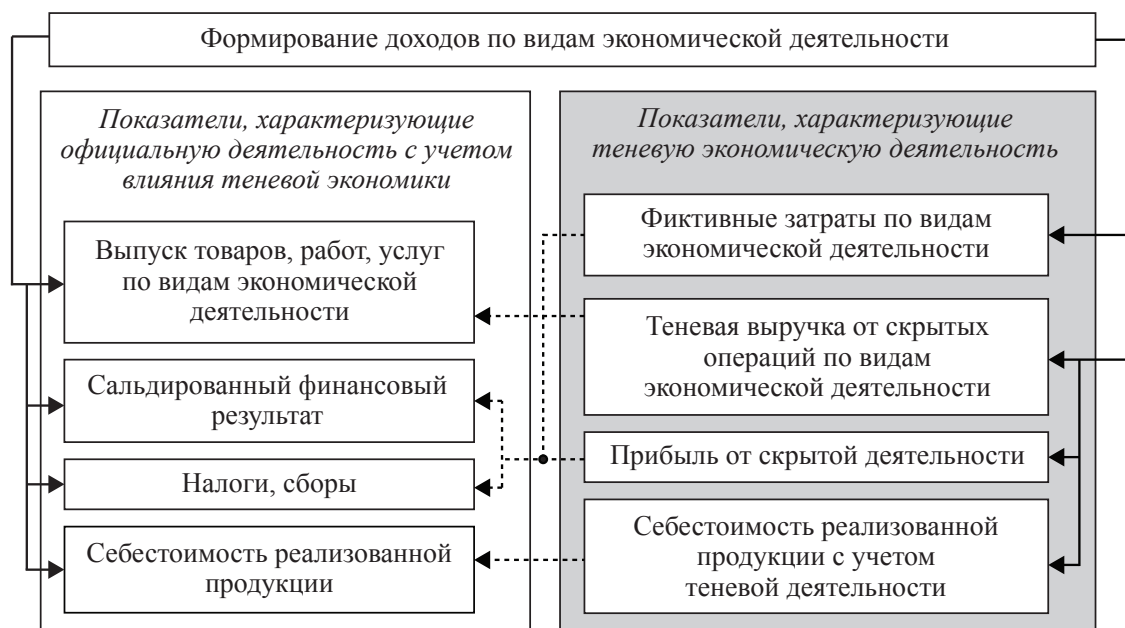 Формирование доходов по видам экономической деятельности
Показатели, характеризующие
официальную деятельность с учетом
влияния теневой экономики
Выпуск товаров, работ, услуг
по видам экономической
деятельности
Сальдированный финансовый
результат
Налоги, сборы
Себестоимость реализованной
продукции
Показатели, характеризующие
теневую экономическую деятельность
Фиктивные затраты по видам
экономической деятельности
Теневая выручка от скрытых
операций по видам
экономической деятельности
Прибыль от скрытой деятельности
Себестоимость реализованной
продукции с учетом
теневой деятельности